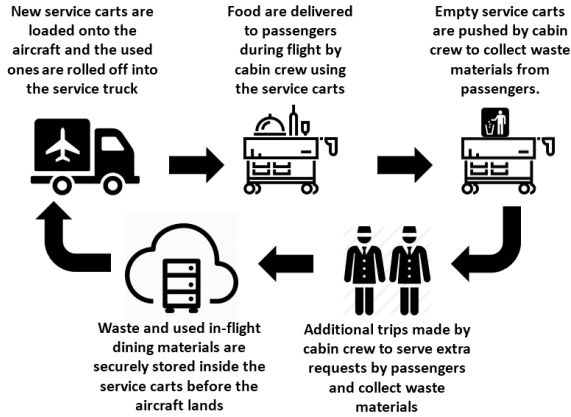 New service carts are
loaded onto the
aircraft and the used
ones are rolled off into
the service truck
Food are delivered
to passengers
during flight by
cabin crew using
the service carts
Empty service carts
are pushed by cabin
crew to collect waste
materials from
passengers.
Additional trips made by
cabin crew to serve extra
requests by passengers
and collect waste
materials
Waste and used in-flight
dining materials are
securely stored inside the
service carts before the
aircraft lands